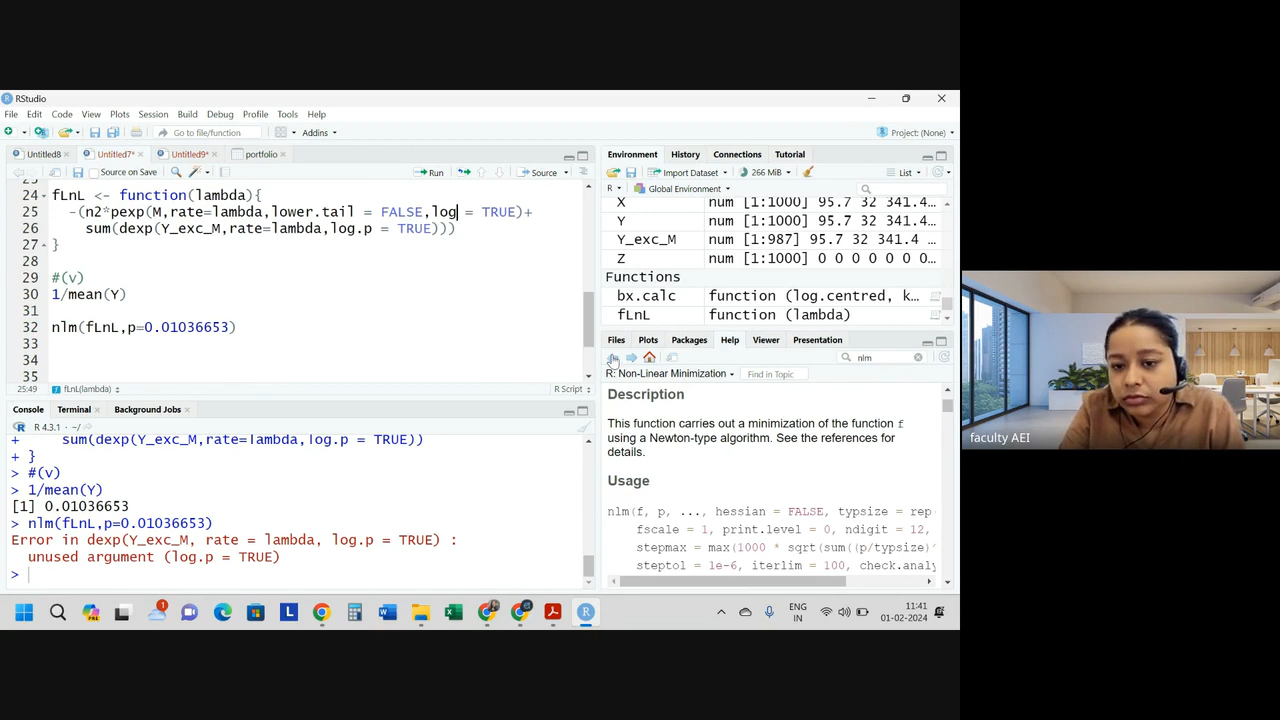 RStudio
File Edit Code View Plots Session Build Debug Profile Tools Help
Go to file/function Addins Project: (None)
Untitled8 Untitled7* Untitled9* portfolio
Source on Save Run Source
24 fLnL <- function(lambda){
25 -(n2*pexp(M,rate=lambda,lower.tail = FALSE,log = TRUE)+
26 sum(dexp(Y_exc_M,rate=lambda,log.p = TRUE)))
27 }
28
29 #(v)
30 1/mean(Y)
31
32 nlm(fLnL,p=0.01036653)
33
34
35
25:49 fLnL(lambda) R Script
Console Terminal Background Jobs
R 4.3.1 · ~/
+ sum(dexp(Y_exc_M,rate=lambda,log.p = TRUE))
+ }
> #(v)
> 1/mean(Y)
[1] 0.01036653
> nlm(fLnL,p=0.01036653)
Error in dexp(Y_exc_M, rate = lambda, log.p = TRUE) :
unused argument (log.p = TRUE)
>
Environment History Connections Tutorial
Import Dataset 266 MiB List
R Global Environment
X num [1:1000] 95.7 32 341.4…
Y num [1:1000] 95.7 32 341.4…
Y_exc_M num [1:987] 95.7 32 341.4 …
Z num [1:1000] 0 0 0 0 0 0 0…
Functions
bx.calc function (log.centred, k…
fLnL function (lambda)
Files Plots Packages Help Viewer Presentation
nlm
R: Non-Linear Minimization Find in Topic
Description
This function carries out a minimization of the function f
using a Newton-type algorithm. See the references for
details.
Usage
nlm(f, p, ..., hessian = FALSE, typsize = rep
fscale = 1, print.level = 0, ndigit = 12,
stepmax = max(1000 * sqrt(sum((p/typsize)^
steptol = 1e-6, iterlim = 100, check.analy
ENG
IN
11:41
01-02-2024
faculty AEI